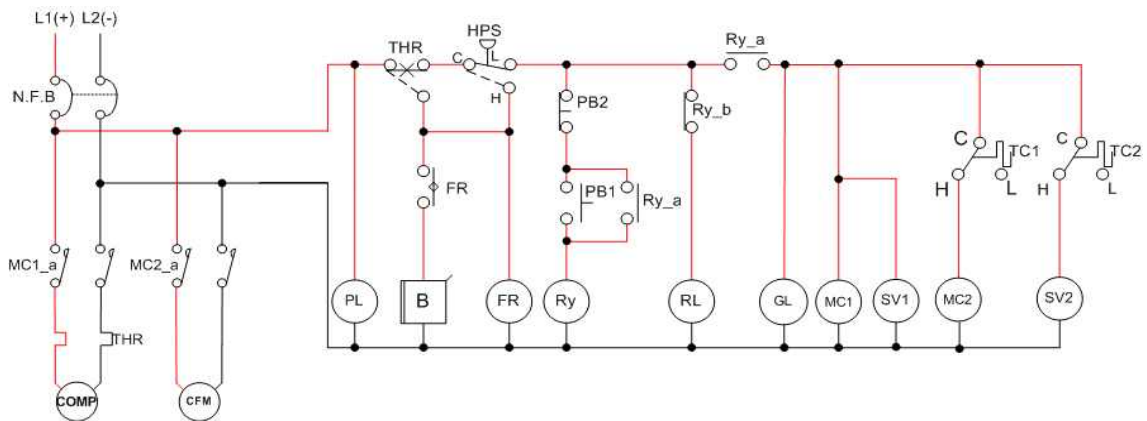 L1(+) L2(-)
HPS
THR C L Ry_a
N.F.B H PB2 Ry_b
C TC1 C TC2
FR PB1 Ry_a H L H L
MC1_a MC2_a
PL B FR Ry RL GL MC1 SV1 MC2 SV2
THR
COMP CFM